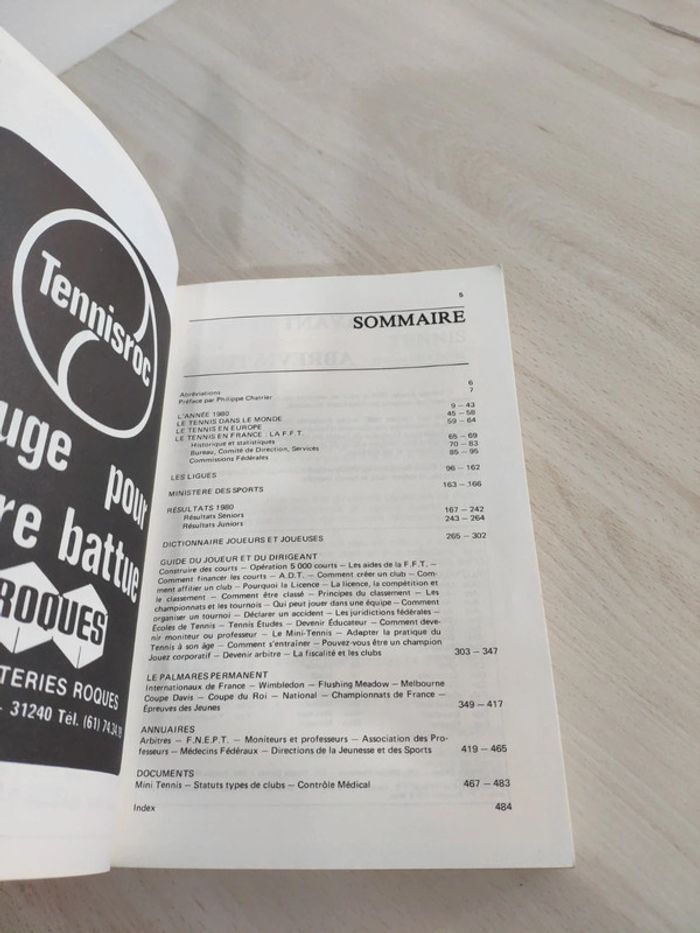 Tennisroc
uge pour
re battue
ROQUES
TERIES ROQUES
- 31240 Tél. (61) 74.34.19
5
SOMMAIRE
Abréviations 6
Préface par Philippe Chatrier 7
L'ANNÉE 1980 9 – 43
LE TENNIS DANS LE MONDE 45 – 58
LE TENNIS EN EUROPE 59 – 64
LE TENNIS EN FRANCE : LA F.F.T.
Historique et statistiques 65 – 69
Bureau, Comité de Direction, Services 70 – 83
Commissions Fédérales 85 – 95
LES LIGUES 96 – 162
MINISTERE DES SPORTS 163 – 166
RÉSULTATS 1980
Résultats Seniors 167 – 242
Résultats Juniors 243 – 264
DICTIONNAIRE JOUEURS ET JOUEUSES 265 – 302
GUIDE DU JOUEUR ET DU DIRIGEANT
Construire des courts – Opération 5 000 courts – Les aides de la F.F.T. –
Comment financer les courts – A.D.T. – Comment créer un club – Com-
ment affilier un club – Pourquoi la Licence – La licence, la compétition et
le classement – Comment être classé – Principes du classement – Les
championnats et les tournois – Qui peut jouer dans une équipe – Comment
organiser un tournoi – Déclarer un accident – Les juridictions fédérales –
Écoles de Tennis – Tennis Études – Devenir Éducateur – Comment deve-
nir moniteur ou professeur – Le Mini-Tennis – Adapter la pratique du
Tennis à son âge – Comment s'entraîner – Pouvez-vous être un champion
Jouez corporatif – Devenir arbitre – La fiscalité et les clubs 303 – 347
LE PALMARES PERMANENT
Internationaux de France – Wimbledon – Flushing Meadow – Melbourne
Coupe Davis – Coupe du Roi – National – Championnats de France –
Épreuves des Jeunes 349 – 417
ANNUAIRES
Arbitres – F.N.E.P.T. – Moniteurs et professeurs – Association des Pro-
fesseurs – Médecins Fédéraux – Directions de la Jeunesse et des Sports 419 – 465
DOCUMENTS
Mini Tennis – Statuts types de clubs – Contrôle Médical 467 – 483
Index 484